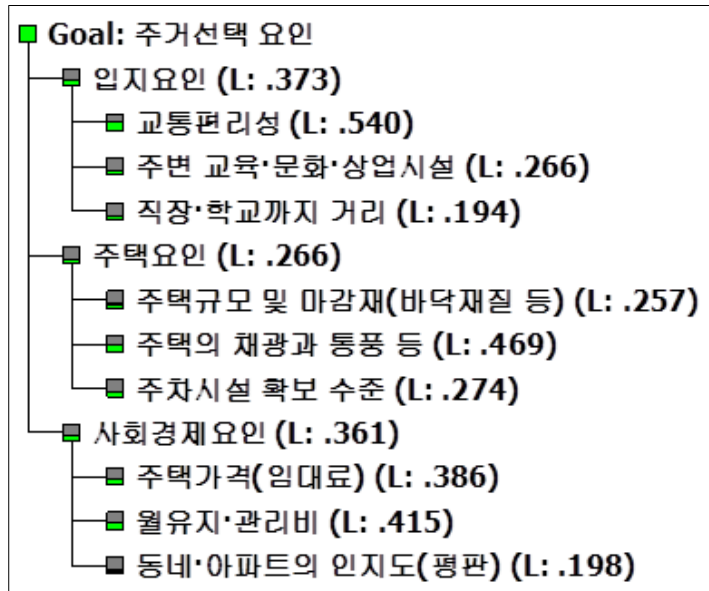 Goal: 주거선택 요인
입지요인 (L: .373)
교통편리성 (L: .540)
주변 교육·문화·상업시설 (L: .266)
직장·학교까지 거리 (L: .194)
주택요인 (L: .266)
주택규모 및 마감재(바닥재질 등) (L: .257)
주택의 채광과 통풍 등 (L: .469)
주차시설 확보 수준 (L: .274)
사회경제요인 (L: .361)
주택가격(임대료) (L: .386)
월유지·관리비 (L: .415)
동네·아파트의 인지도(평판) (L: .198)